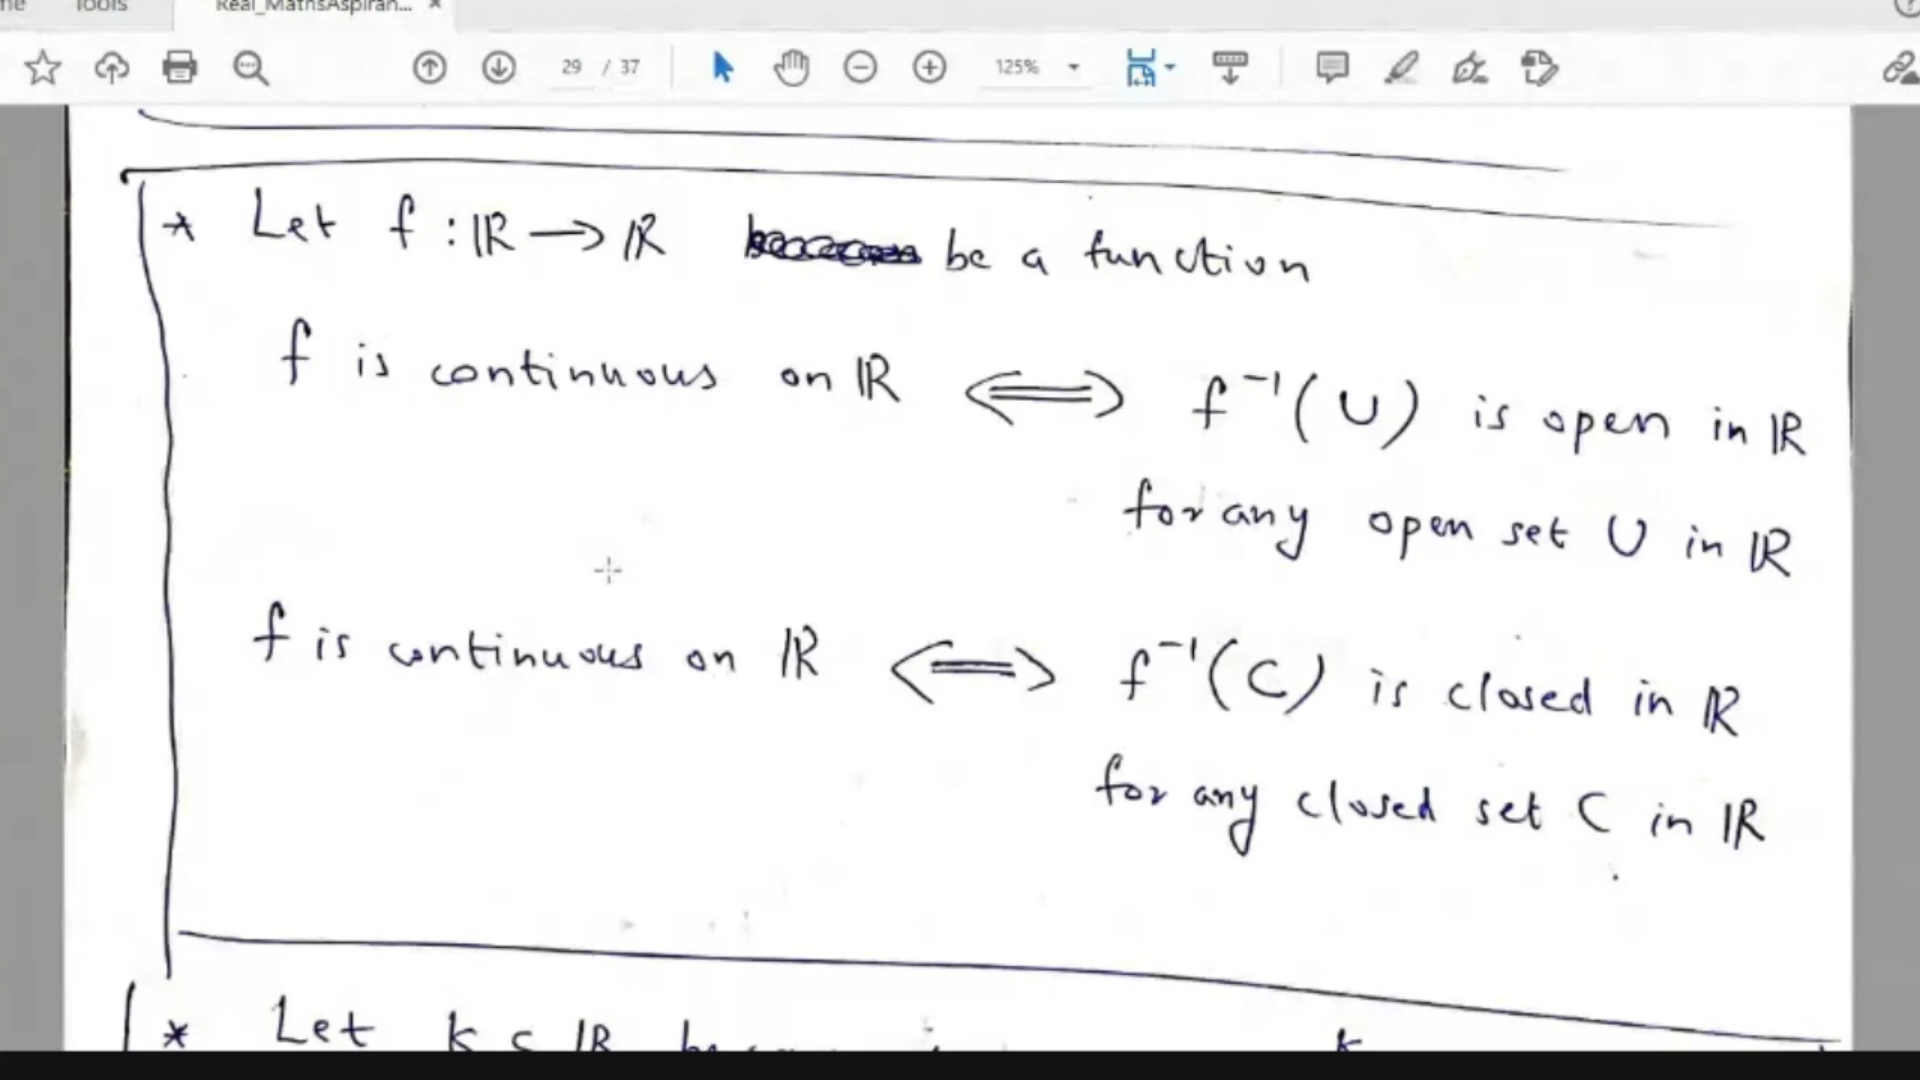 Tools
Real_MathsAspiran... ×
29 / 37
125%
* Let f : ℝ → ℝ be a function
f is continuous on ℝ ⟺ f⁻¹(U) is open in ℝ
for any open set U in ℝ
f is continuous on ℝ ⟺ f⁻¹(C) is closed in ℝ
for any closed set C in ℝ
* Let